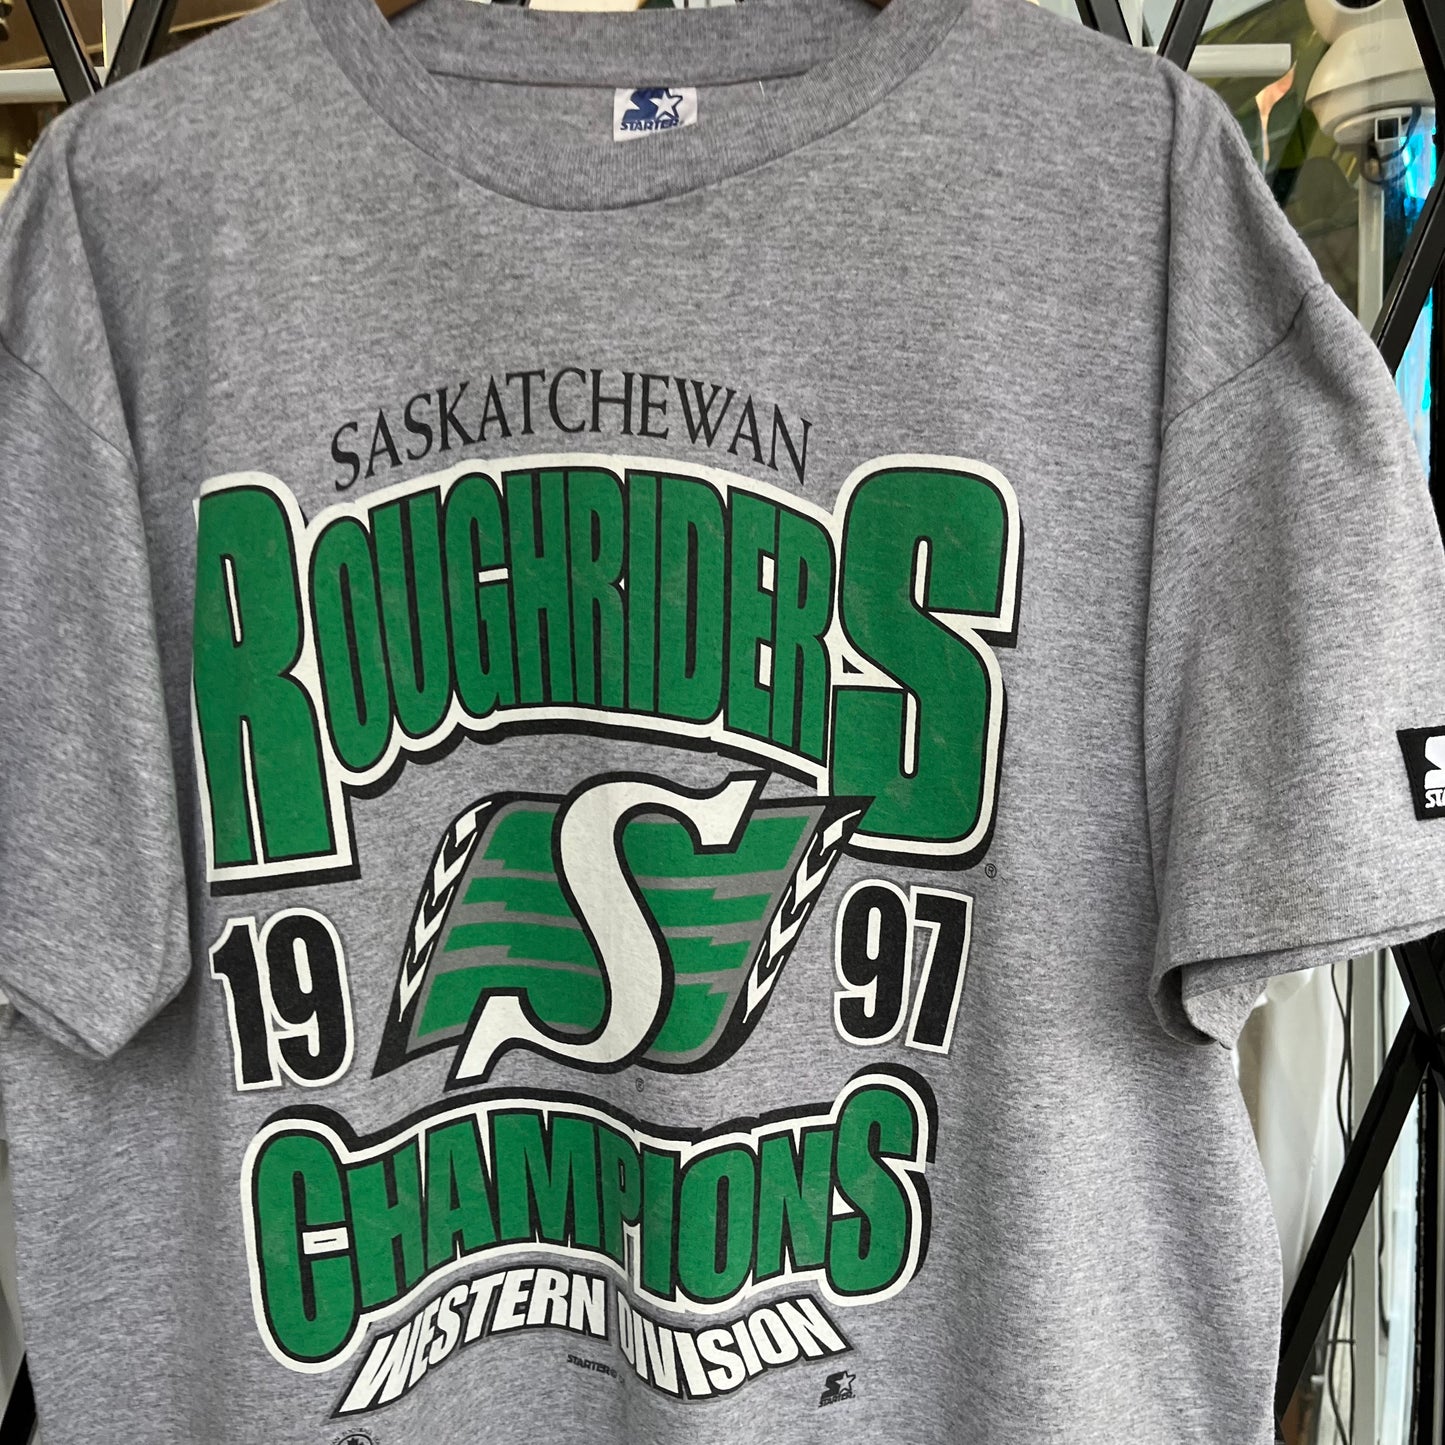 STARTER
SASKATCHEWAN
ROUGHRIDERS
®
S
19 97
®
CHAMPIONS
WESTERN DIVISION
STARTER®
STARTER